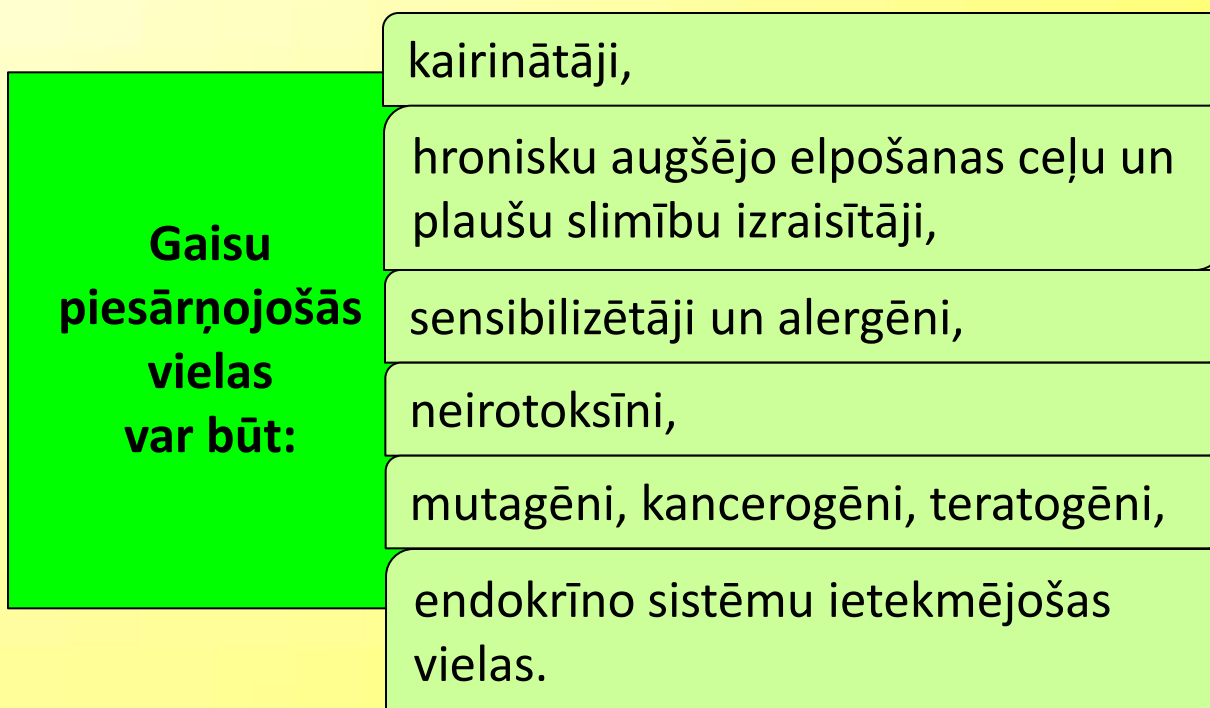 Gaisu
piesārņojošās
vielas
var būt:
kairinātāji,
hronisku augšējo elpošanas ceļu un
plaušu slimību izraisītāji,
sensibilizētāji un alergēni,
neirotoksīni,
mutagēni, kancerogēni, teratogēni,
endokrīno sistēmu ietekmējošas
vielas.